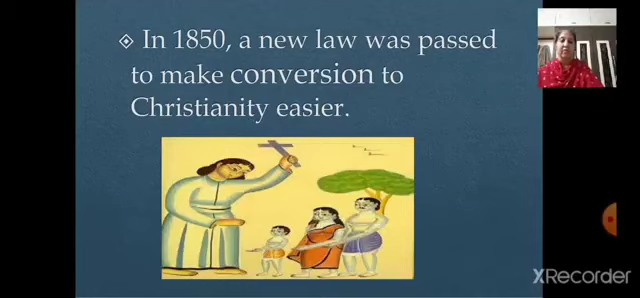 In 1850, a new law was passed
to make conversion to
Christianity easier.
XRecorder